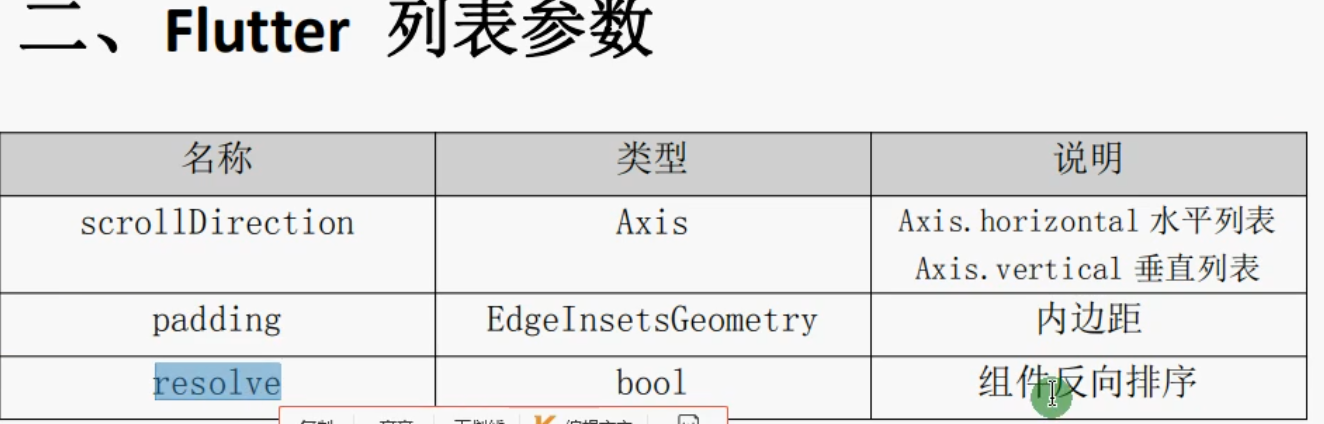 二、Flutter 列表参数
名称 类型 说明
scrollDirection Axis Axis.horizontal 水平列表
Axis.vertical 垂直列表
padding EdgeInsetsGeometry 内边距
resolve bool 组件反向排序